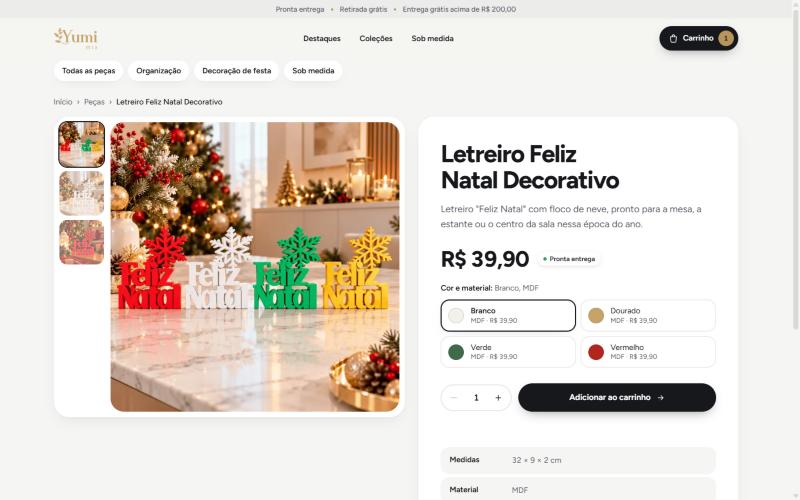 Pronta entrega • Retirada grátis • Entrega grátis acima de R$ 200,00
Yumi
mia
Destaques Coleções Sob medida
Carrinho 1
Todas as peças Organização Decoração de festa Sob medida
Início › Peças › Letreiro Feliz Natal Decorativo
Letreiro Feliz
Natal Decorativo
Letreiro "Feliz Natal" com floco de neve, pronto para a mesa, a
estante ou o centro da sala nessa época do ano.
R$ 39,90 Pronta entrega
Cor e material: Branco, MDF
Branco
MDF · R$ 39,90
Dourado
MDF · R$ 39,90
Verde
MDF · R$ 39,90
Vermelho
MDF · R$ 39,90
Feliz Feliz Feliz Feliz
Natal Natal Natal Natal
− 1 +
Adicionar ao carrinho →
Medidas 32 × 9 × 2 cm
Material MDF